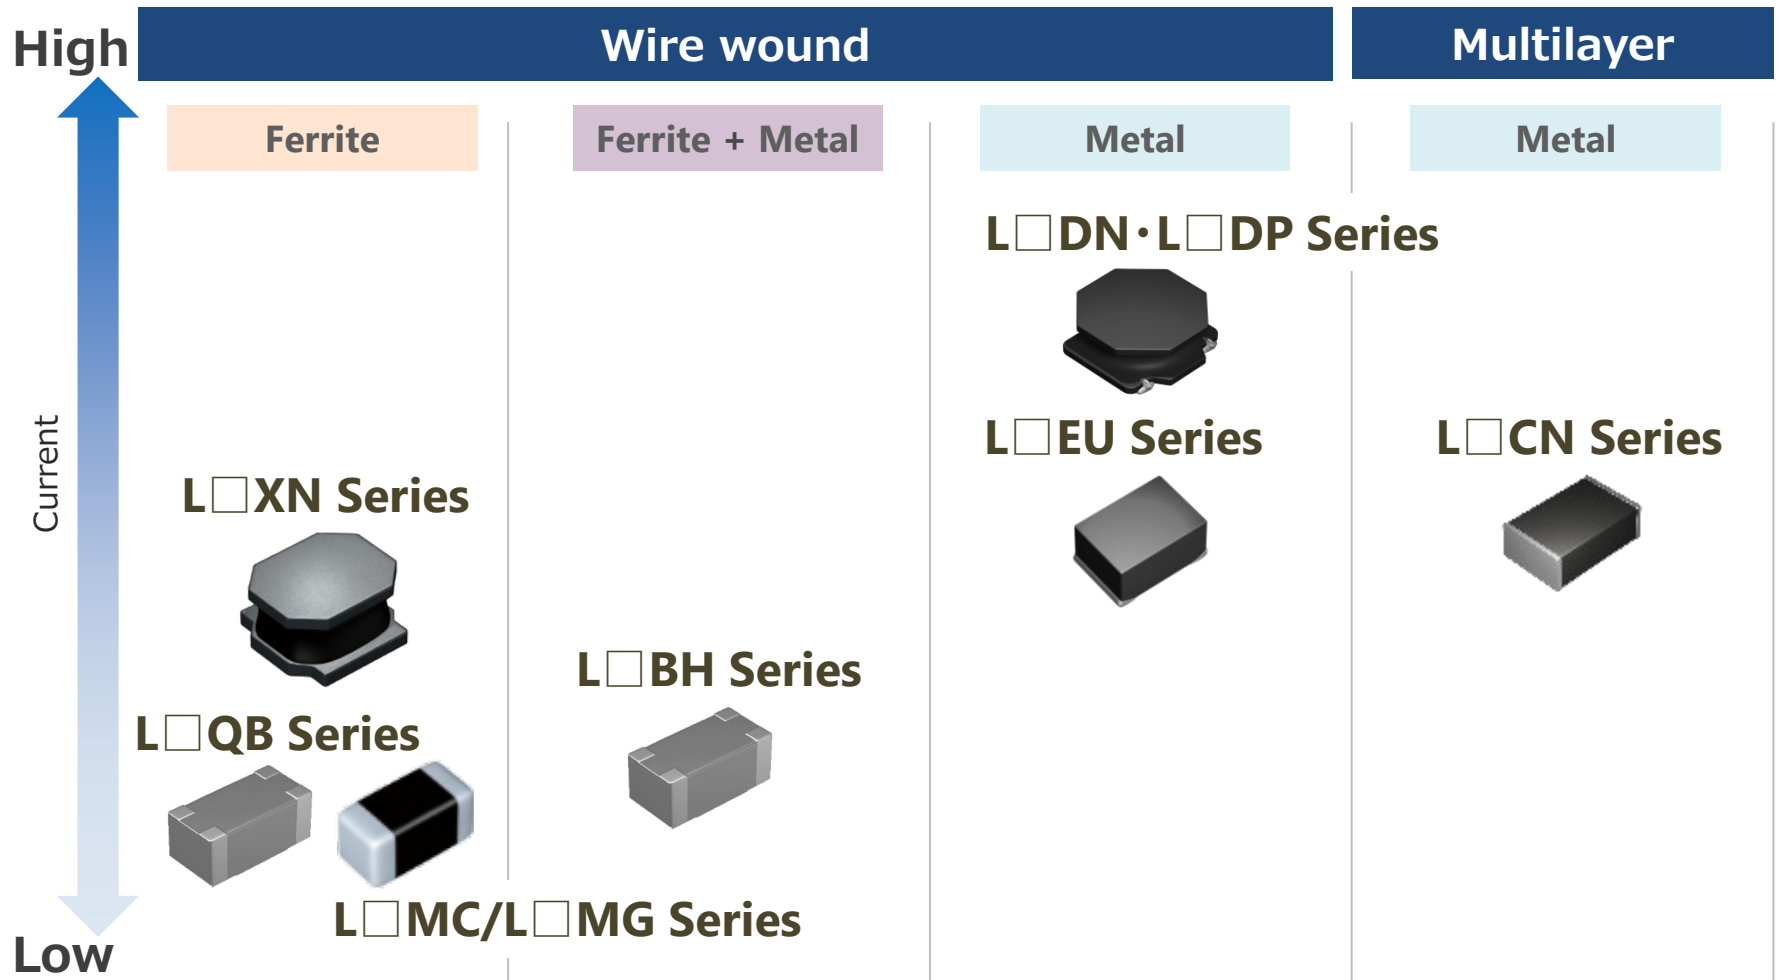 High
Wire wound
Multilayer
Ferrite
Ferrite + Metal
Metal
Metal
L□DN・L□DP Series
L□EU Series
L□CN Series
Current
L□XN Series
L□BH Series
L□QB Series
L□MC/L□MG Series
Low